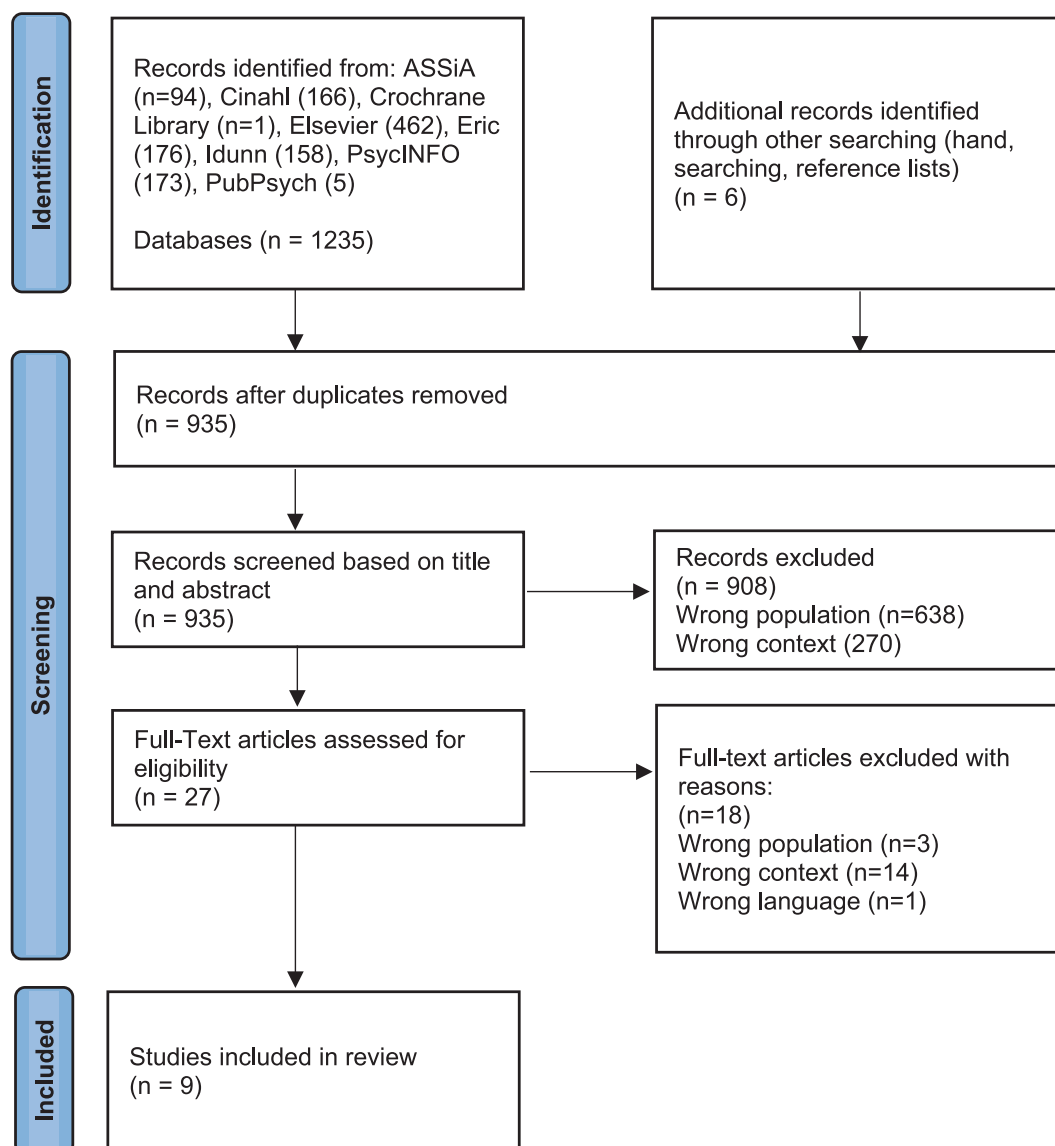 Identification
Records identified from: ASSiA
(n=94), Cinahl (166), Crochrane
Library (n=1), Elsevier (462), Eric
(176), Idunn (158), PsycINFO
(173), PubPsych (5)
Databases (n = 1235)
Additional records identified
through other searching (hand,
searching, reference lists)
(n = 6)
Screening
Records after duplicates removed
(n = 935)
Records screened based on title
and abstract
(n = 935)
Records excluded
(n = 908)
Wrong population (n=638)
Wrong context (270)
Full-Text articles assessed for
eligibility
(n = 27)
Full-text articles excluded with
reasons:
(n=18)
Wrong population (n=3)
Wrong context (n=14)
Wrong language (n=1)
Included
Studies included in review
(n = 9)